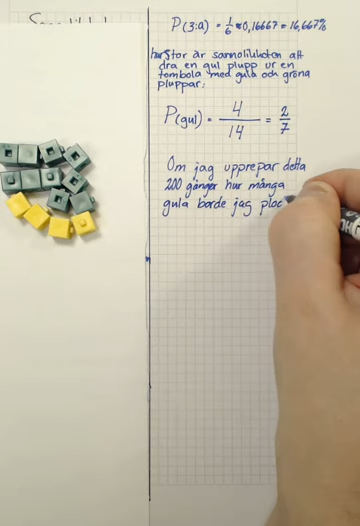 P(3:a) = 1/6 ≈ 0,16667 = 16,667%
hur stor är sannolikheten att
dra en gul plupp ur en
tombola med gula och gröna
pluppar:
P(gul) = 4/14 = 2/7
Om jag upprepar detta
200 gånger hur många
gula borde jag ploc